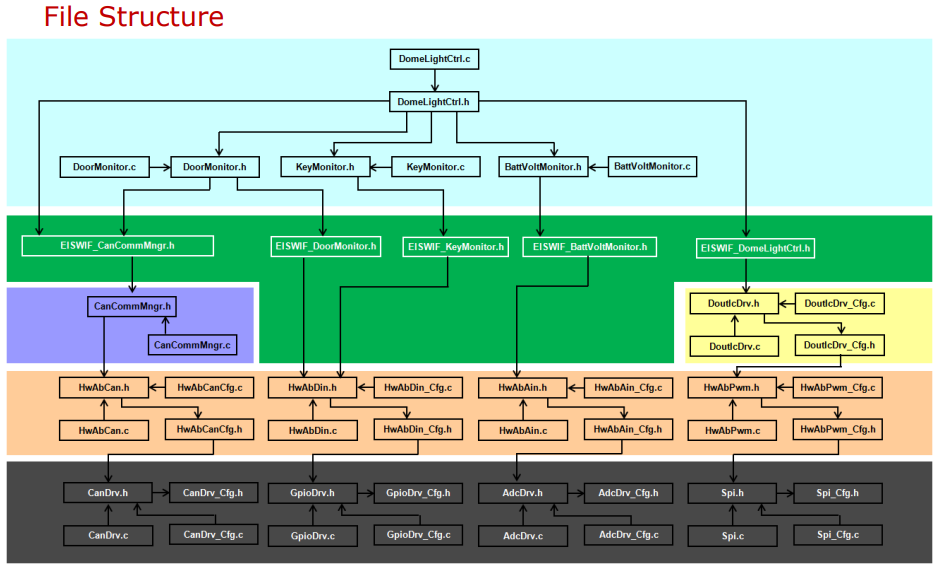 File Structure
DomeLightCtrl.c
DomeLightCtrl.h
DoorMonitor.c
DoorMonitor.h
KeyMonitor.h
KeyMonitor.c
BattVoltMonitor.h
BattVoltMonitor.c
EISWIF_CanCommMngr.h
EISWIF_DoorMonitor.h
EISWIF_KeyMonitor.h
EISWIF_BattVoltMonitor.h
EISWIF_DomeLightCtrl.h
CanCommMngr.h
CanCommMngr.c
DoutIcDrv.h
DoutIcDrv_Cfg.c
DoutIcDrv.c
DoutIcDrv_Cfg.h
HwAbCan.h
HwAbCanCfg.c
HwAbDin.h
HwAbDin_Cfg.c
HwAbAin.h
HwAbAin_Cfg.c
HwAbPwm.h
HwAbPwm_Cfg.c
HwAbCan.c
HwAbCanCfg.h
HwAbDin.c
HwAbDin_Cfg.h
HwAbAin.c
HwAbAin_Cfg.h
HwAbPwm.c
HwAbPwm_Cfg.h
CanDrv.h
CanDrv_Cfg.h
GpioDrv.h
GpioDrv_Cfg.h
AdcDrv.h
AdcDrv_Cfg.h
Spi.h
Spi_Cfg.h
CanDrv.c
CanDrv_Cfg.c
GpioDrv.c
GpioDrv_Cfg.c
AdcDrv.c
AdcDrv_Cfg.c
Spi.c
Spi_Cfg.c